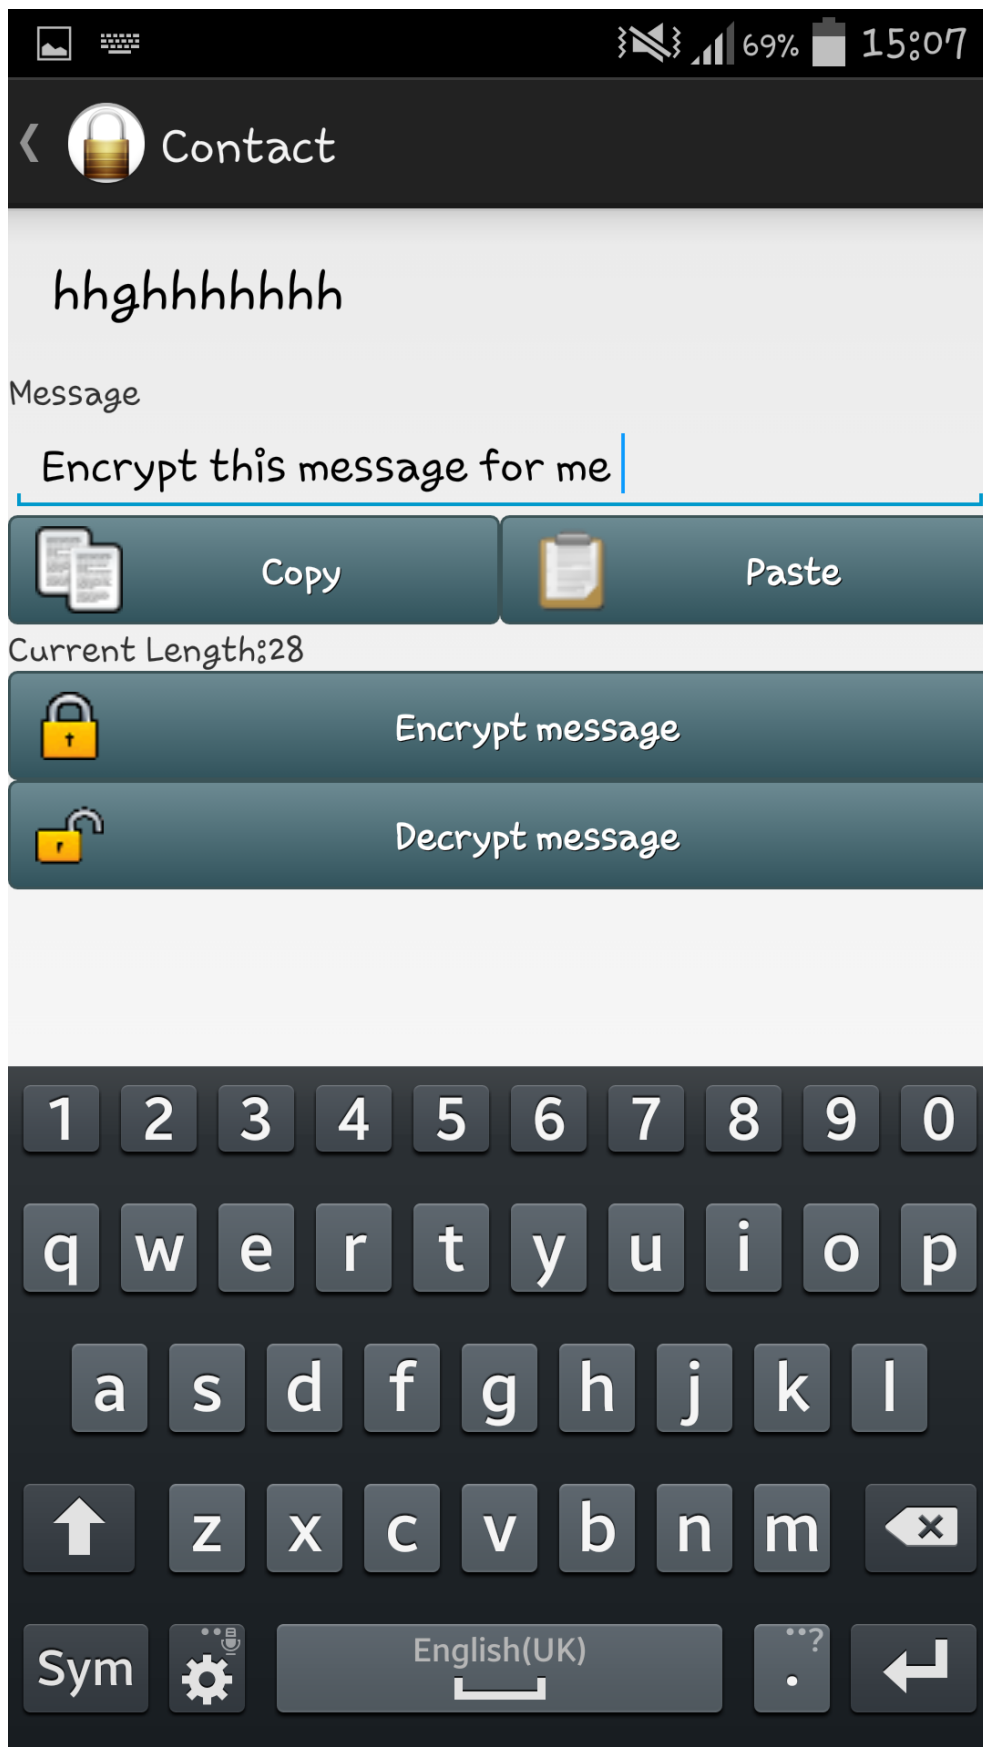 69% 15:07
Contact
hhghhhhhhh
Message
Encrypt this message for me
Copy Paste
Current Length:28
Encrypt message
Decrypt message
1 2 3 4 5 6 7 8 9 0
q w e r t y u i o p
a s d f g h j k l
z x c v b n m
Sym English(UK) . ?